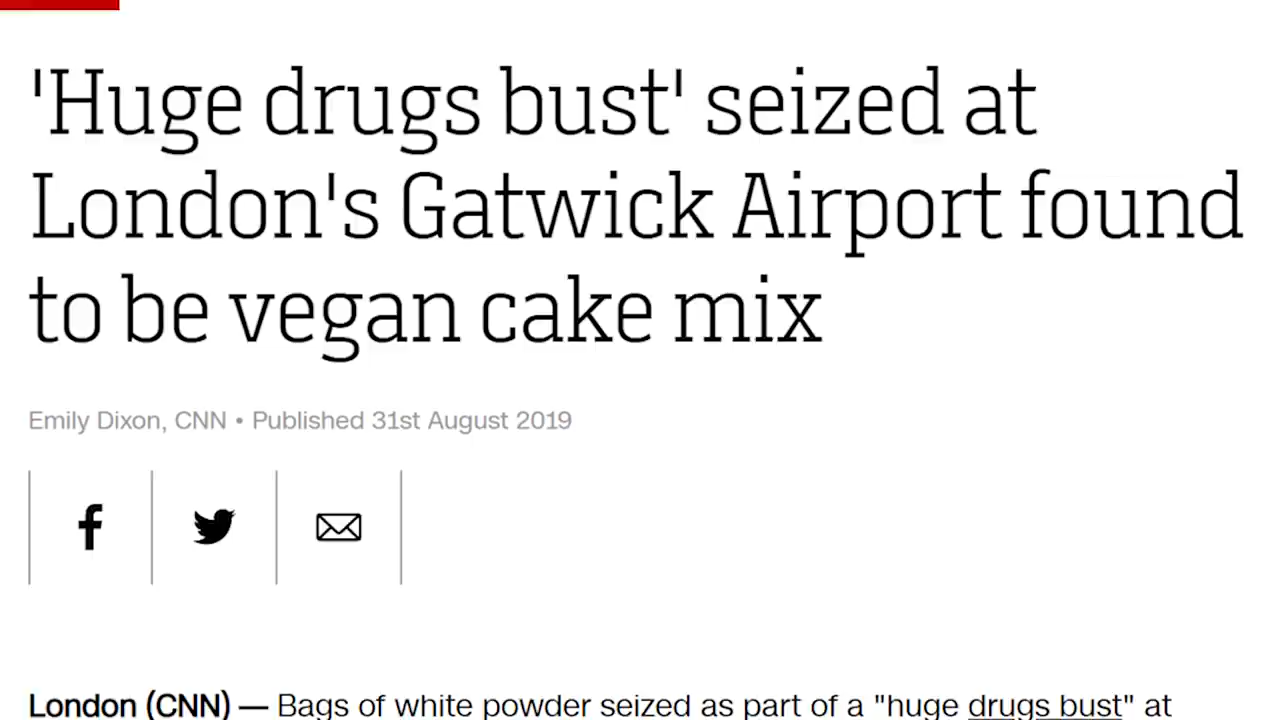 'Huge drugs bust' seized at
London's Gatwick Airport found
to be vegan cake mix
Emily Dixon, CNN • Published 31st August 2019
London (CNN) — Bags of white powder seized as part of a "huge drugs bust" at